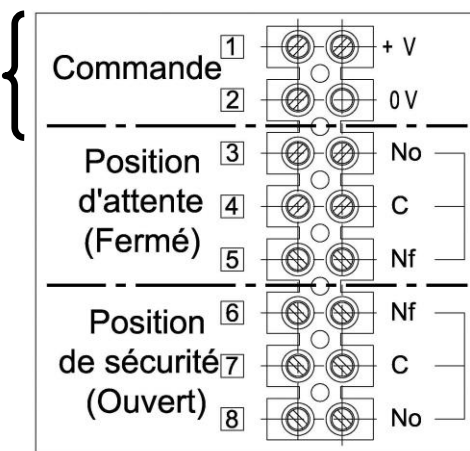 Commande
1 + V
2 0 V
Position
d'attente
(Fermé)
3 No
4 C
5 Nf
Position
de sécurité
(Ouvert)
6 Nf
7 C
8 No